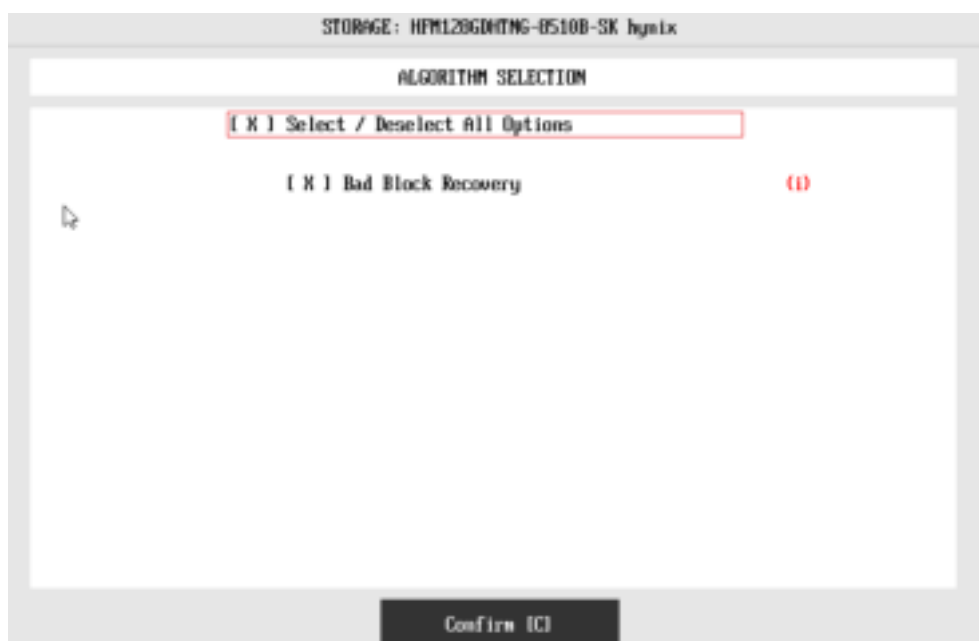 STORAGE: HFM128GDHTNG-8510B-SK hynix
ALGORITHM SELECTION
[ X ] Select / Deselect All Options
[ X ] Bad Block Recovery (i)
Confirm [C]